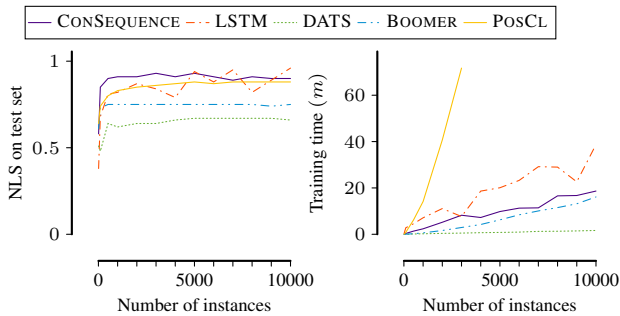 CONSEQUENCE LSTM DATS BOOMER POSCL
NLS on test set
1
0.5
0
0 5000 10000
Number of instances
Training time (m)
60
40
20
0
0 5000 10000
Number of instances